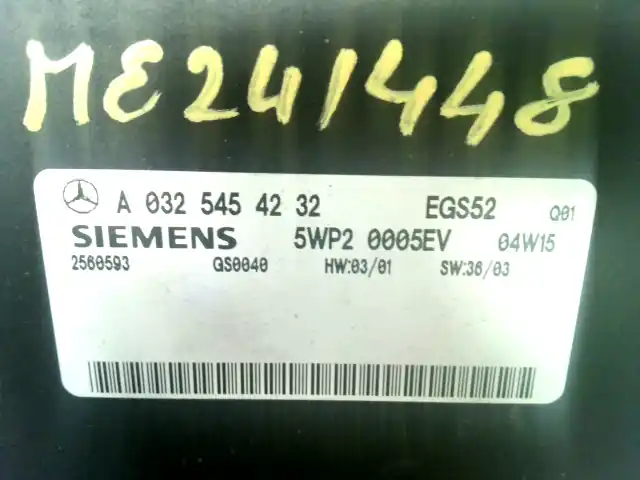 ME241448
A 032 545 42 32 EGS52 Q01
SIEMENS 5WP2 0005EV 04W15
2560593 GS0040 HW:03/01 SW:36/03